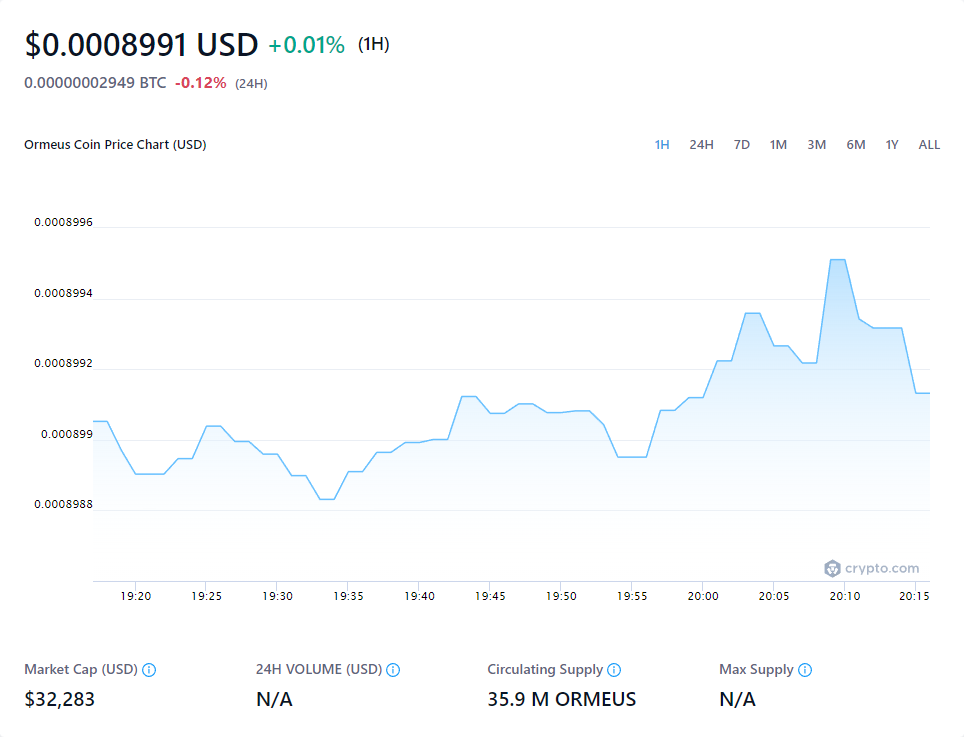 $0.0008991 USD +0.01% (1H)
0.00000002949 BTC -0.12% (24H)
Ormeus Coin Price Chart (USD) 1H 24H 7D 1M 3M 6M 1Y ALL
0.0008996
0.0008994
0.0008992
0.000899
0.0008988
crypto.com
19:20 19:25 19:30 19:35 19:40 19:45 19:50 19:55 20:00 20:05 20:10 20:15
Market Cap (USD) 24H VOLUME (USD) Circulating Supply Max Supply
$32,283 N/A 35.9 M ORMEUS N/A